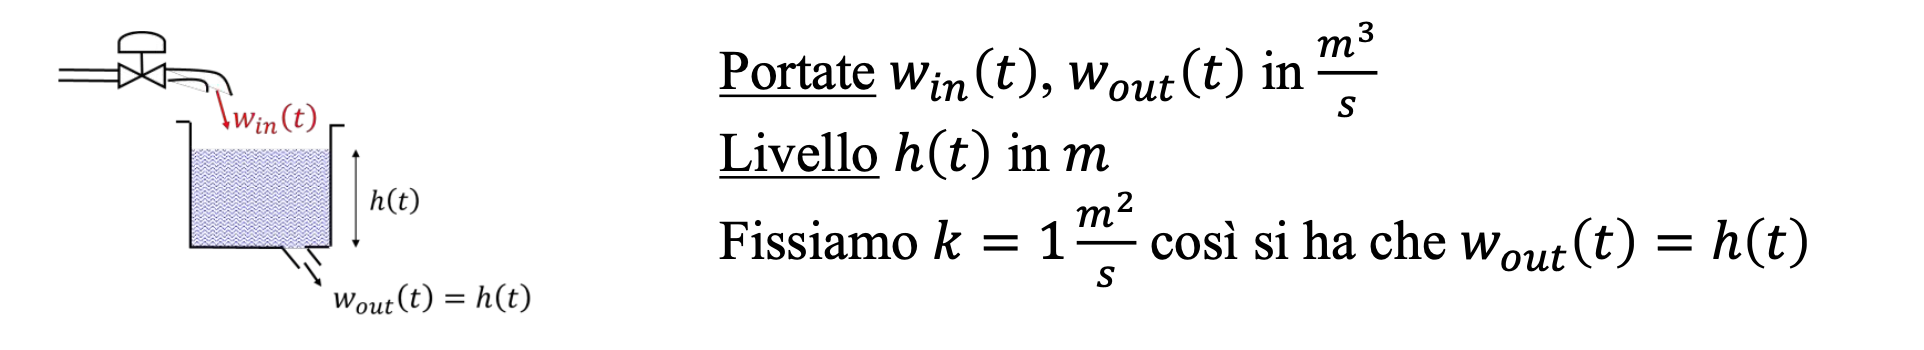 w_in(t)
h(t)
w_out(t) = h(t)
Portate w_in(t), w_out(t) in m³/s
Livello h(t) in m
Fissiamo k = 1 m²/s così si ha che w_out(t) = h(t)